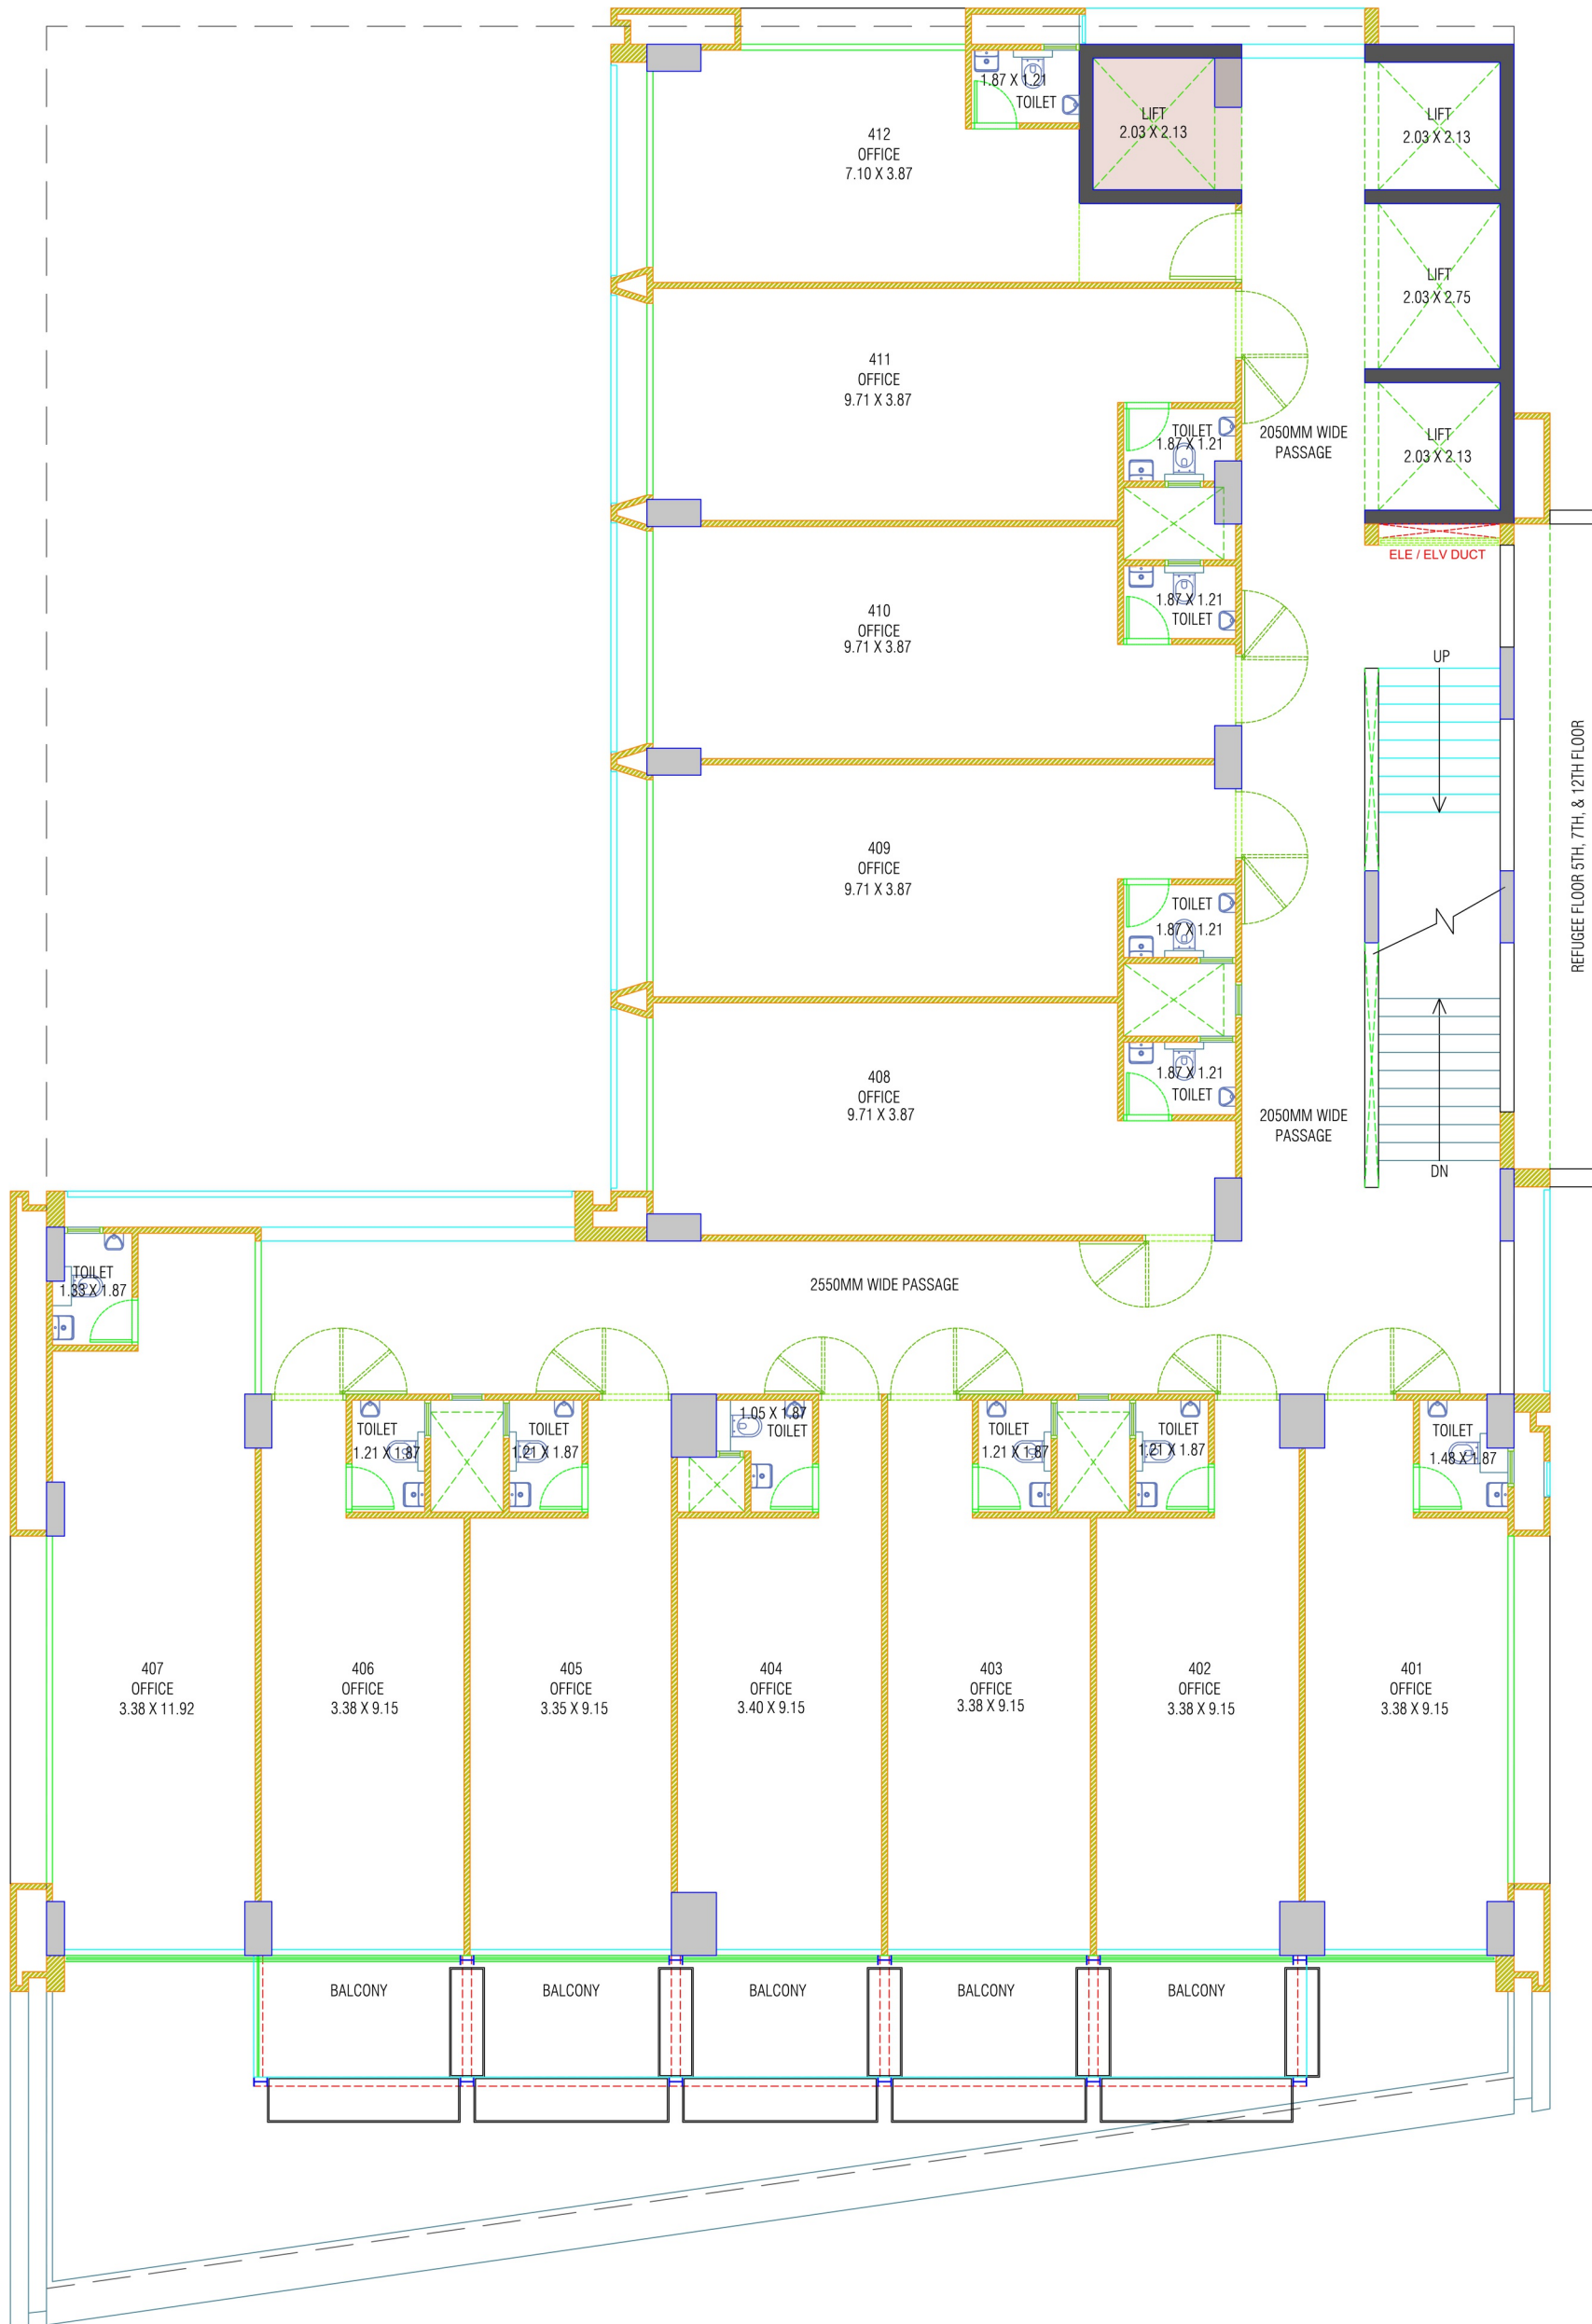 1.87 X 1.21
TOILET
412
OFFICE
7.10 X 3.87
LIFT
2.03 X 2.13
LIFT
2.03 X 2.13
LIFT
2.03 X 2.75
411
OFFICE
9.71 X 3.87
TOILET
1.87 X 1.21
2050MM WIDE
PASSAGE
LIFT
2.03 X 2.13
ELE / ELV DUCT
410
OFFICE
9.71 X 3.87
1.87 X 1.21
TOILET
UP
REFUGEE FLOOR 5TH, 7TH, & 12TH FLOOR
409
OFFICE
9.71 X 3.87
TOILET
1.87 X 1.21
408
OFFICE
9.71 X 3.87
1.87 X 1.21
TOILET
2050MM WIDE
PASSAGE
DN
TOILET
1.33 X 1.87
2550MM WIDE PASSAGE
TOILET
1.21 X 1.87
TOILET
1.21 X 1.87
1.05 X 1.87
TOILET
TOILET
1.21 X 1.87
TOILET
1.21 X 1.87
TOILET
1.48 X 1.87
407
OFFICE
3.38 X 11.92
406
OFFICE
3.38 X 9.15
405
OFFICE
3.35 X 9.15
404
OFFICE
3.40 X 9.15
403
OFFICE
3.38 X 9.15
402
OFFICE
3.38 X 9.15
401
OFFICE
3.38 X 9.15
BALCONY
BALCONY
BALCONY
BALCONY
BALCONY